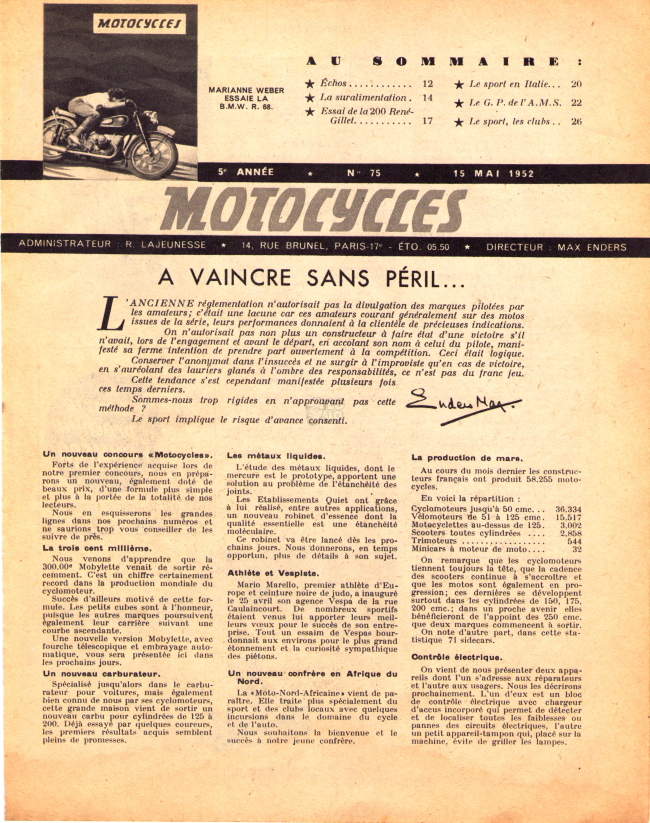 MOTOCYCLES
MARIANNE WEBER
ESSAIE LA
B.M.W. R. 68.
AU SOMMAIRE :
★ Échos............ 12
★ La suralimentation . 14
★ Essai de la 200 René-
Gillet............ 17
★ Le sport en Italie... 20
★ Le G. P. de l'A.M.S. 22
★ Le sport, les clubs .. 26
5e ANNÉE ★ N° 75 ★ 15 MAI 1952
MOTOCYCLES
ADMINISTRATEUR : R. LAJEUNESSE ★ 14, RUE BRUNEL, PARIS-17e - ÉTO. 05.50 ★ DIRECTEUR : MAX ENDERS
A VAINCRE SANS PÉRIL...
L'ANCIENNE réglementation n'autorisait pas la divulgation des marques pilotées par
les amateurs; c'était une lacune car ces amateurs courant généralement sur des motos
issues de la série, leurs performances donnaient à la clientèle de précieuses indications.
On n'autorisait pas non plus un constructeur à faire état d'une victoire s'il
n'avait, lors de l'engagement et avant le départ, en accolant son nom à celui du pilote, mani-
festé sa ferme intention de prendre part ouvertement à la compétition. Ceci était logique.
Conserver l'anonymat dans l'insuccès et ne surgir à l'improviste qu'en cas de victoire,
en s'auréolant des lauriers glanés à l'ombre des responsabilités, ce n'est pas du franc jeu.
Cette tendance s'est cependant manifestée plusieurs fois
ces temps derniers.
Sommes-nous trop rigides en n'approuvant pas cette
méthode ?
Le sport implique le risque d'avance consenti.
Enders Max.
Un nouveau concours «Motocycles».
Forts de l'expérience acquise lors de
notre premier concours, nous en prépa-
rons un nouveau, également doté de
beaux prix, d'une formule plus simple
et plus à la portée de la totalité de nos
lecteurs.
Nous en esquisserons les grandes
lignes dans nos prochains numéros et
ne saurions trop vous conseiller de les
suivre de près.
La trois cent millième.
Nous venons d'apprendre que la
300.00e Mobylette venait de sortir ré-
cemment. C'est un chiffre certainement
record dans la production mondiale du
cyclomoteur.
Succès d'ailleurs motivé de cette for-
mule. Les petits cubes sont à l'honneur,
puisque les autres marques poursuivent
également leur carrière suivant une
courbe ascendante.
Une nouvelle version Mobylette, avec
fourche télescopique et embrayage auto-
matique, vous sera présentée ici dans
les prochains jours.
Un nouveau carburateur.
Spécialisé jusqu'alors dans le carbu-
rateur pour voitures, mais également
bien connu de nous par ses cyclomoteurs,
cette grande maison vient de sortir un
nouveau carbu pour cylindrées de 125 à
200. Déjà essayé par quelques coureurs,
les premiers résultats acquis semblent
pleins de promesses.
Les métaux liquides.
L'étude des métaux liquides, dont le
mercure est le prototype, apportent une
solution au problème de l'étanchéité des
joints.
Les Etablissements Quiet ont grâce
à lui réalisé, entre autres applications,
un nouveau robinet d'essence dont la
qualité essentielle est une étanchéité
moléculaire.
Ce robinet va être lancé dès les pro-
chains jours. Nous donnerons, en temps
opportun, plus de détails à son sujet.
Athlète et Vespiste.
Mario Marello, premier athlète d'Eu-
rope et ceinture noire de judo, a inauguré
le 25 avril son agence Vespa de la rue
Caulaincourt. De nombreux sportifs
étaient venus lui apporter leurs meil-
leurs vœux pour le succès de son entre-
prise. Tout un essaim de Vespas bour-
donnait aux environs pour le plus grand
étonnement et la curiosité sympathique
des piétons.
Un nouveau confrère en Afrique du
Nord.
La «Moto-Nord-Africaine» vient de pa-
raître. Elle traite plus spécialement du
sport et des clubs locaux avec quelques
incursions dans le domaine du cycle
et de l'auto.
Nous souhaitons la bienvenue et le
succès à notre jeune confrère.
La production de mars.
Au cours du mois dernier les construc-
teurs français ont produit 58.255 moto-
cycles.
En voici la répartition :
Cyclomoteurs jusqu'à 50 cmc... 36.334
Vélomoteurs de 51 à 125 cmc. 15.517
Motocyclettes au-dessus de 125. 3.002
Scooters toutes cylindrées .... 2.858
Trimoteurs ................. 544
Minicars à moteur de moto.... 32
On remarque que les cyclomoteurs
tiennent toujours la tête, que la cadence
des scooters continue à s'accroître et
que les motos sont également en pro-
gression; ces dernières se développent
surtout dans les cylindrées de 150, 175,
200 cmc.; dans un proche avenir elles
bénéficieront de l'appoint des 250 cmc.
que deux marques commencent à sortir.
On note d'autre part, dans cette sta-
tistique 71 sidecars.
Contrôle électrique.
On vient de nous présenter deux appa-
reils dont l'un s'adresse aux réparateurs
et l'autre aux usagers. Nous les décrirons
prochainement. L'un d'eux est un bloc
de contrôle électrique avec chargeur
d'accus incorporé qui permet de détecter
et de localiser toutes les faiblesses ou
pannes des circuits électriques, l'autre
un petit appareil-tampon qui, placé sur la
machine, évite de griller les lampes.